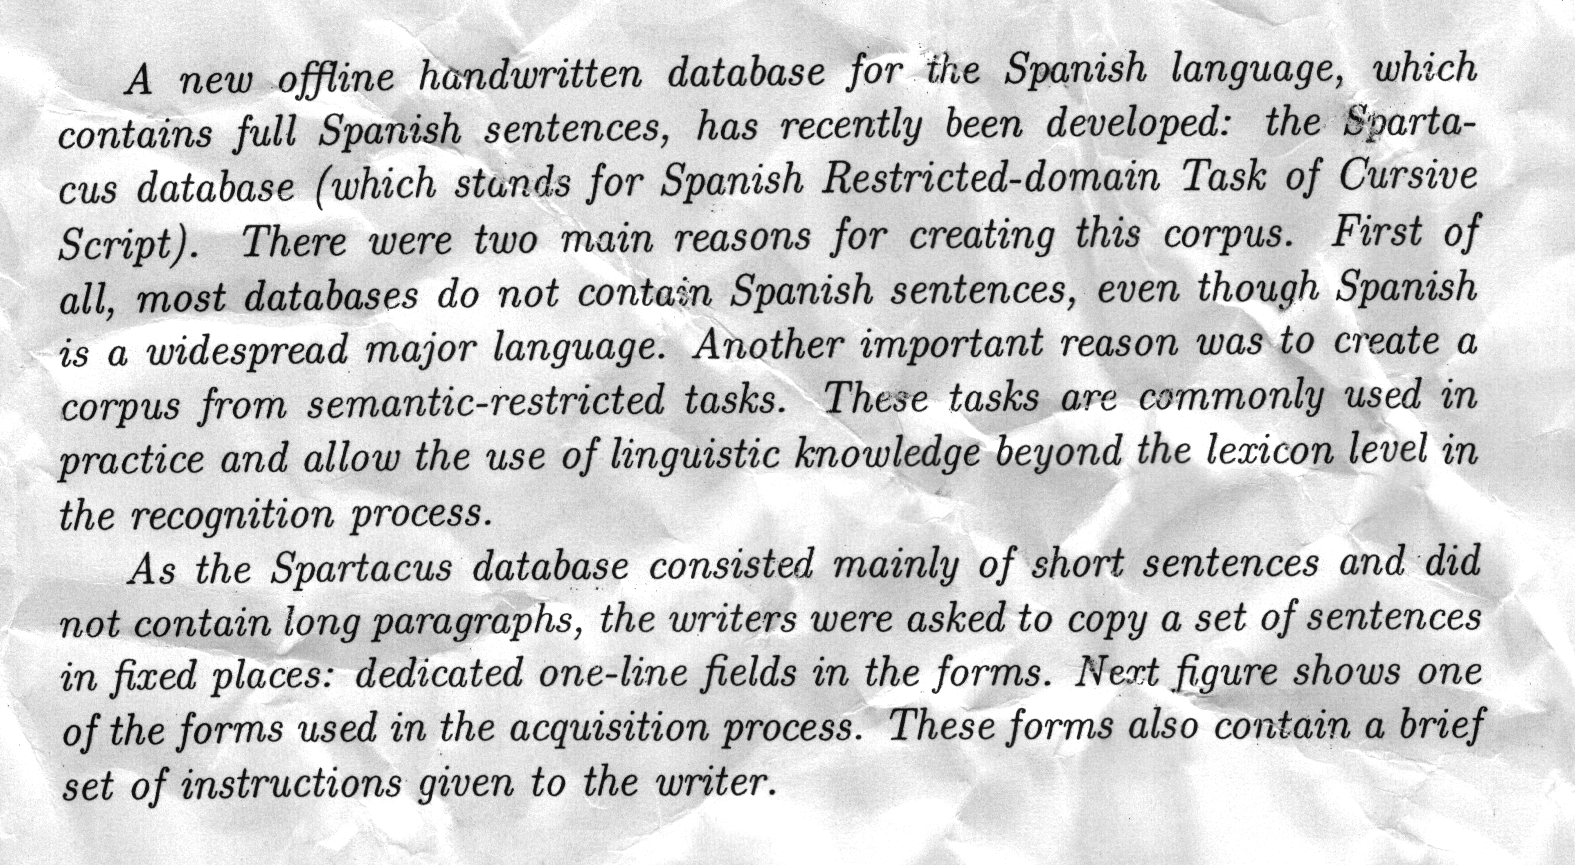 A new offline handwritten database for the Spanish language, which
contains full Spanish sentences, has recently been developed: the Sparta-
cus database (which stands for Spanish Restricted-domain Task of Cursive
Script). There were two main reasons for creating this corpus. First of
all, most databases do not contain Spanish sentences, even though Spanish
is a widespread major language. Another important reason was to create a
corpus from semantic-restricted tasks. These tasks are commonly used in
practice and allow the use of linguistic knowledge beyond the lexicon level in
the recognition process.
As the Spartacus database consisted mainly of short sentences and did
not contain long paragraphs, the writers were asked to copy a set of sentences
in fixed places: dedicated one-line fields in the forms. Next figure shows one
of the forms used in the acquisition process. These forms also contain a brief
set of instructions given to the writer.